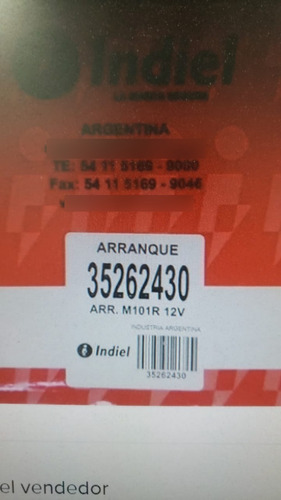 Indiel
ARGENTINA
TE: 54 11 5169 - 9000
Fax: 54 11 5169 - 9046
ARRANQUE
35262430
ARR. M101R 12V
INDUSTRIA ARGENTINA
Indiel
35262430
el vendedor